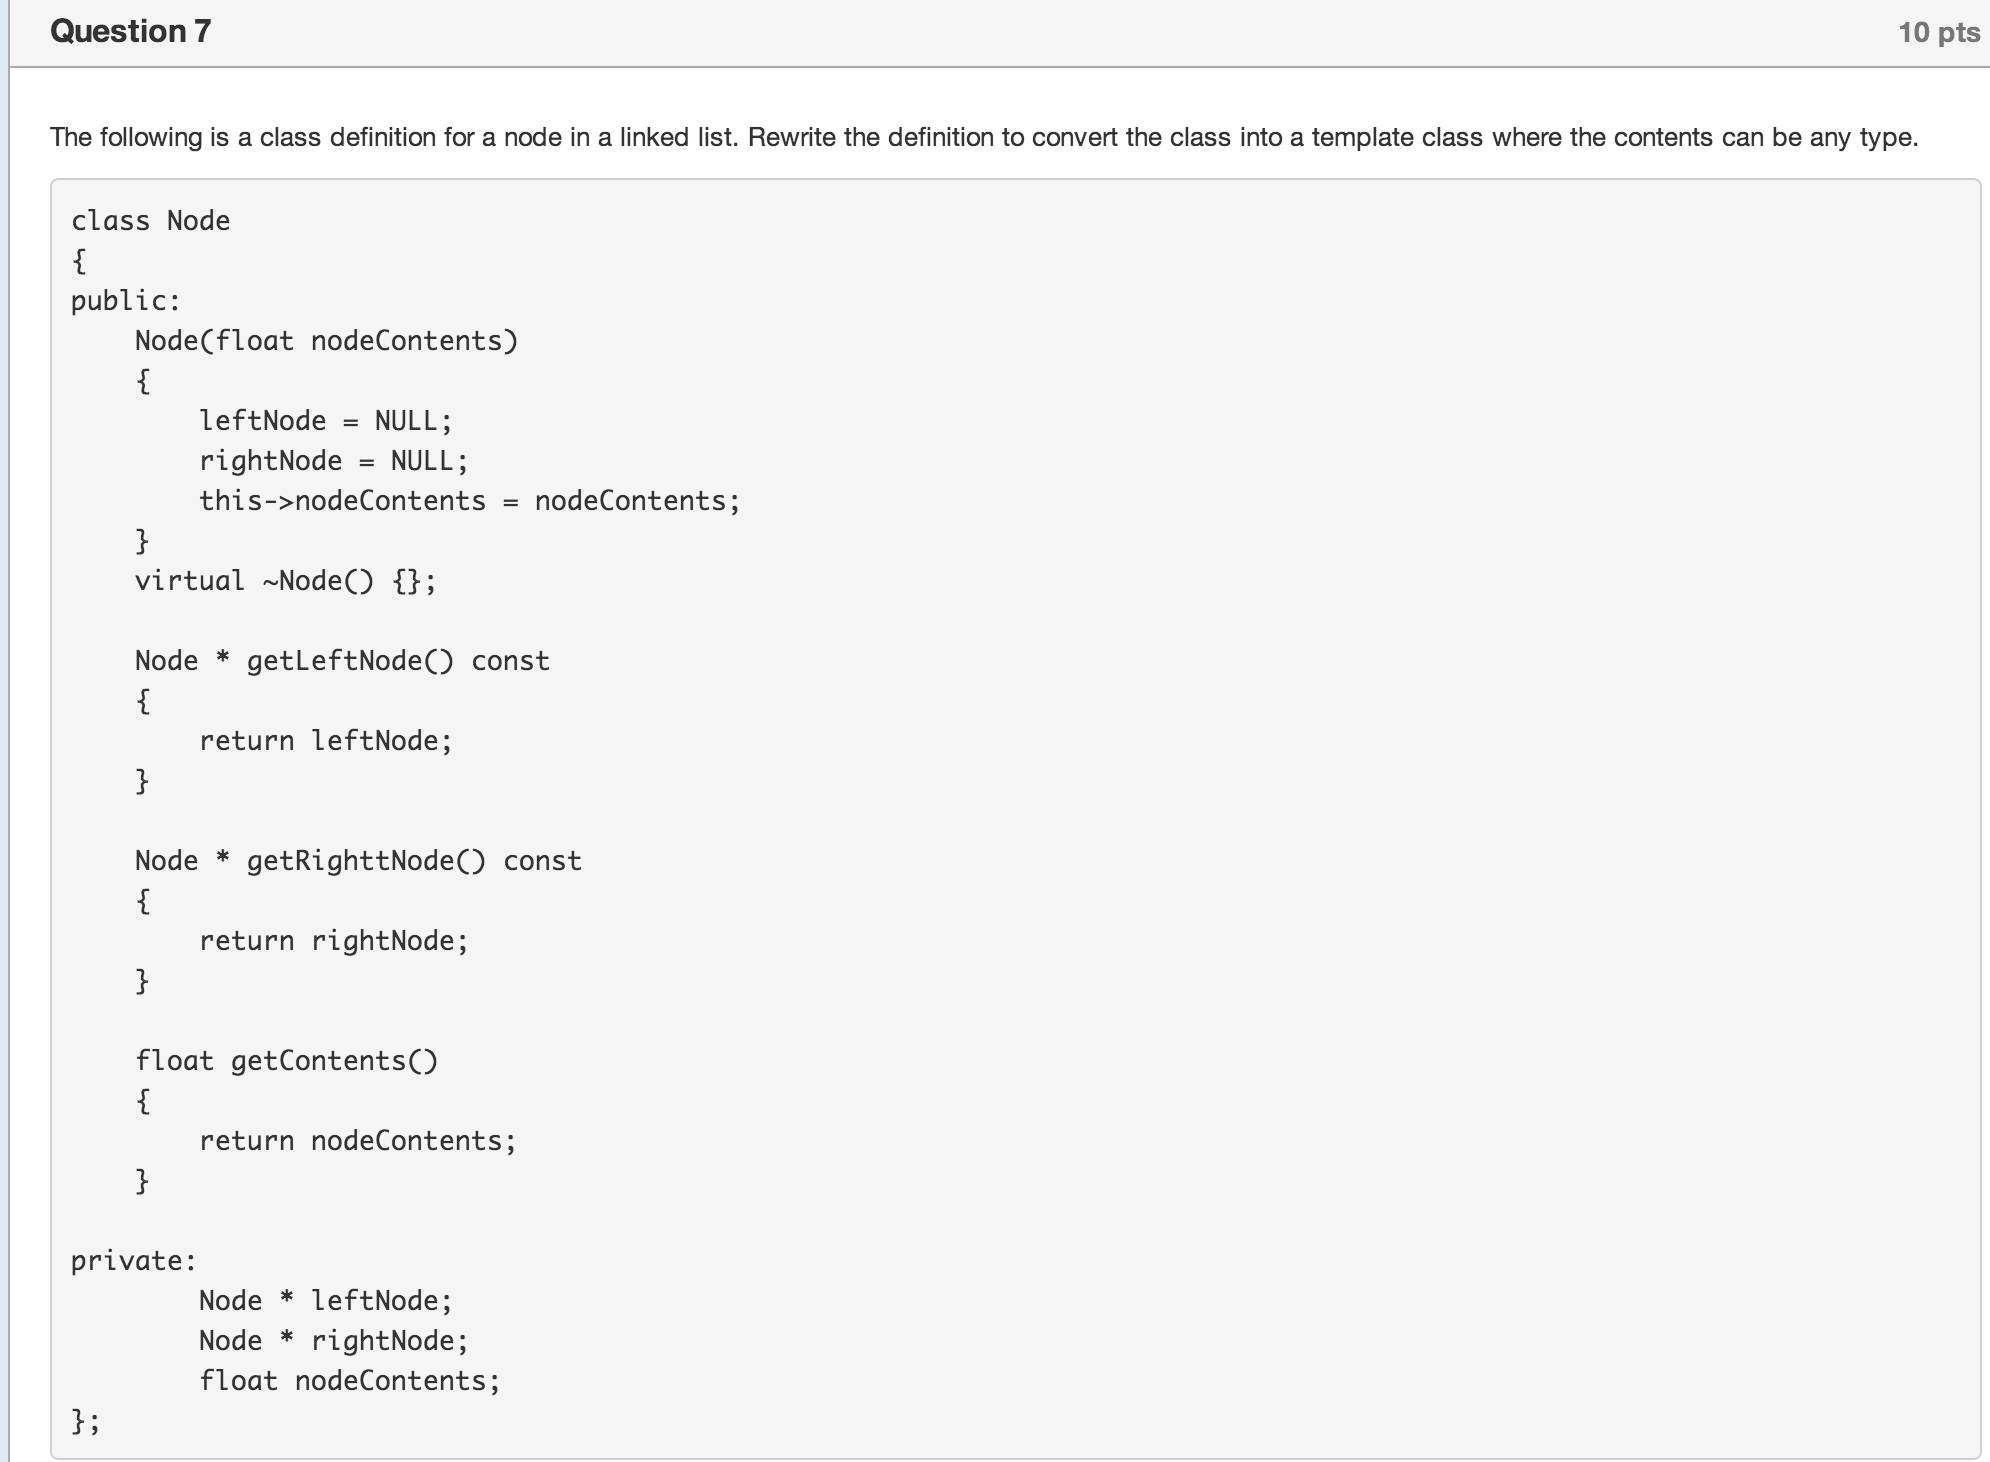 Question 7
10 pts
The following is a class definition for a node in a linked list. Rewrite the definition to convert the class into a template class where the contents can be any type.
class Node
{
public:
    Node(float nodeContents)
    {
        leftNode = NULL;
        rightNode = NULL;
        this->nodeContents = nodeContents;
    }
    virtual ~Node() {};

    Node * getLeftNode() const
    {
        return leftNode;
    }

    Node * getRighttNode() const
    {
        return rightNode;
    }

    float getContents()
    {
        return nodeContents;
    }

private:
        Node * leftNode;
        Node * rightNode;
        float nodeContents;
};